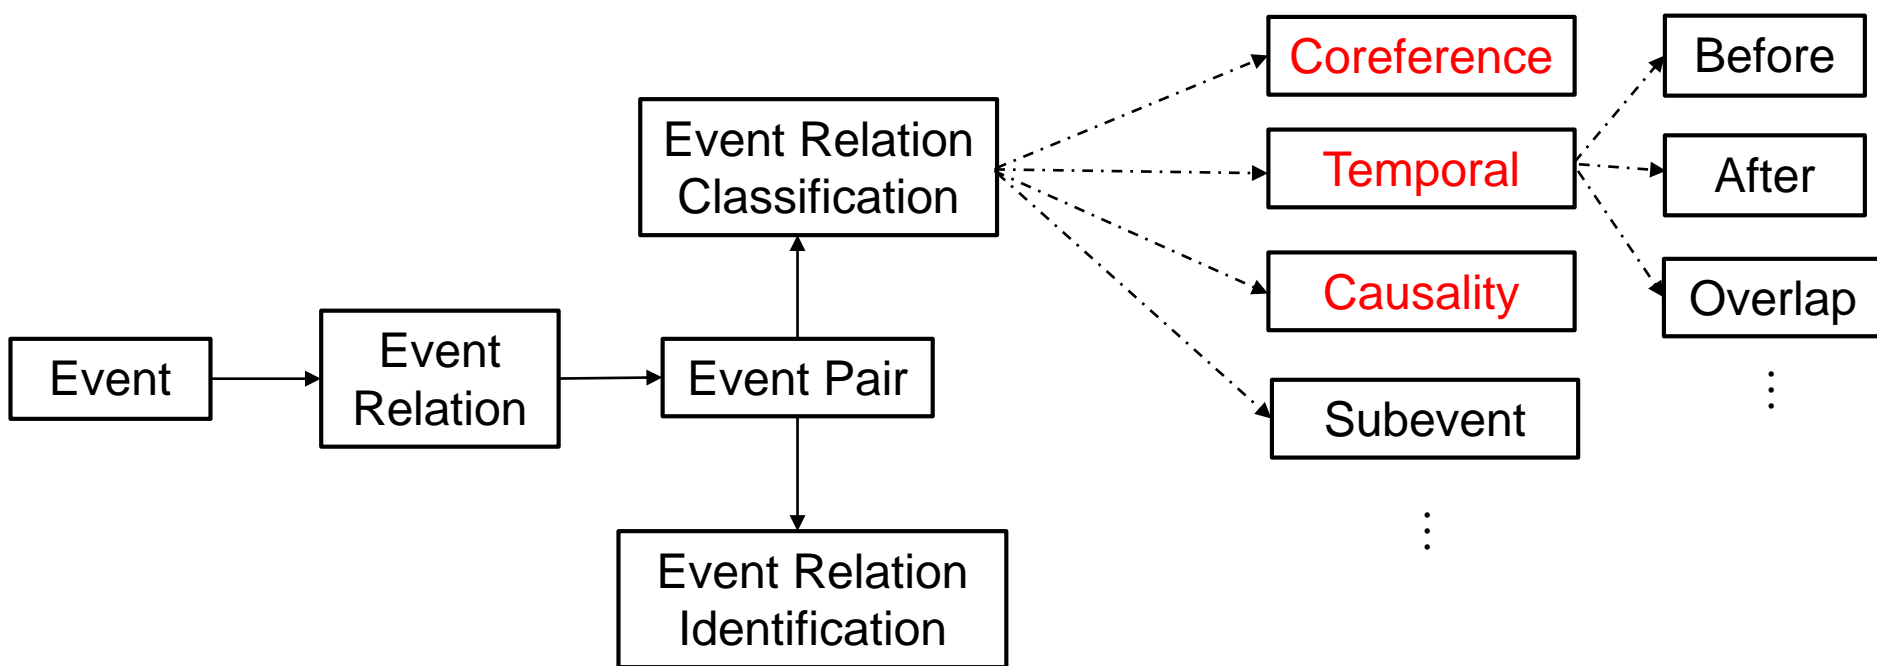 Event
Event
Relation
Event Pair
Event Relation
Classification
Event Relation
Identification
Coreference
Temporal
Causality
Subevent
⋮
Before
After
Overlap
⋮